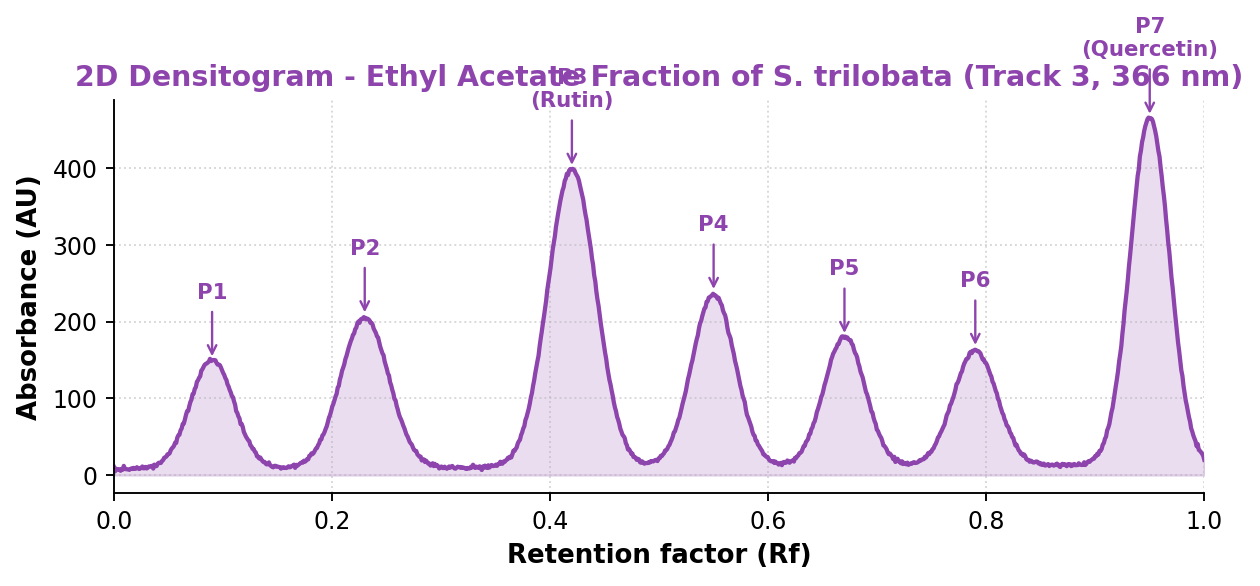 P7
(Quercetin)
2D Densitogram - Ethyl Acetate Fraction of S. trilobata (Track 3, 366 nm)
P3
(Rutin)
P4
P2
P5
P6
P1
Absorbance (AU)
400
300
200
100
0
0.0 0.2 0.4 0.6 0.8 1.0
Retention factor (Rf)